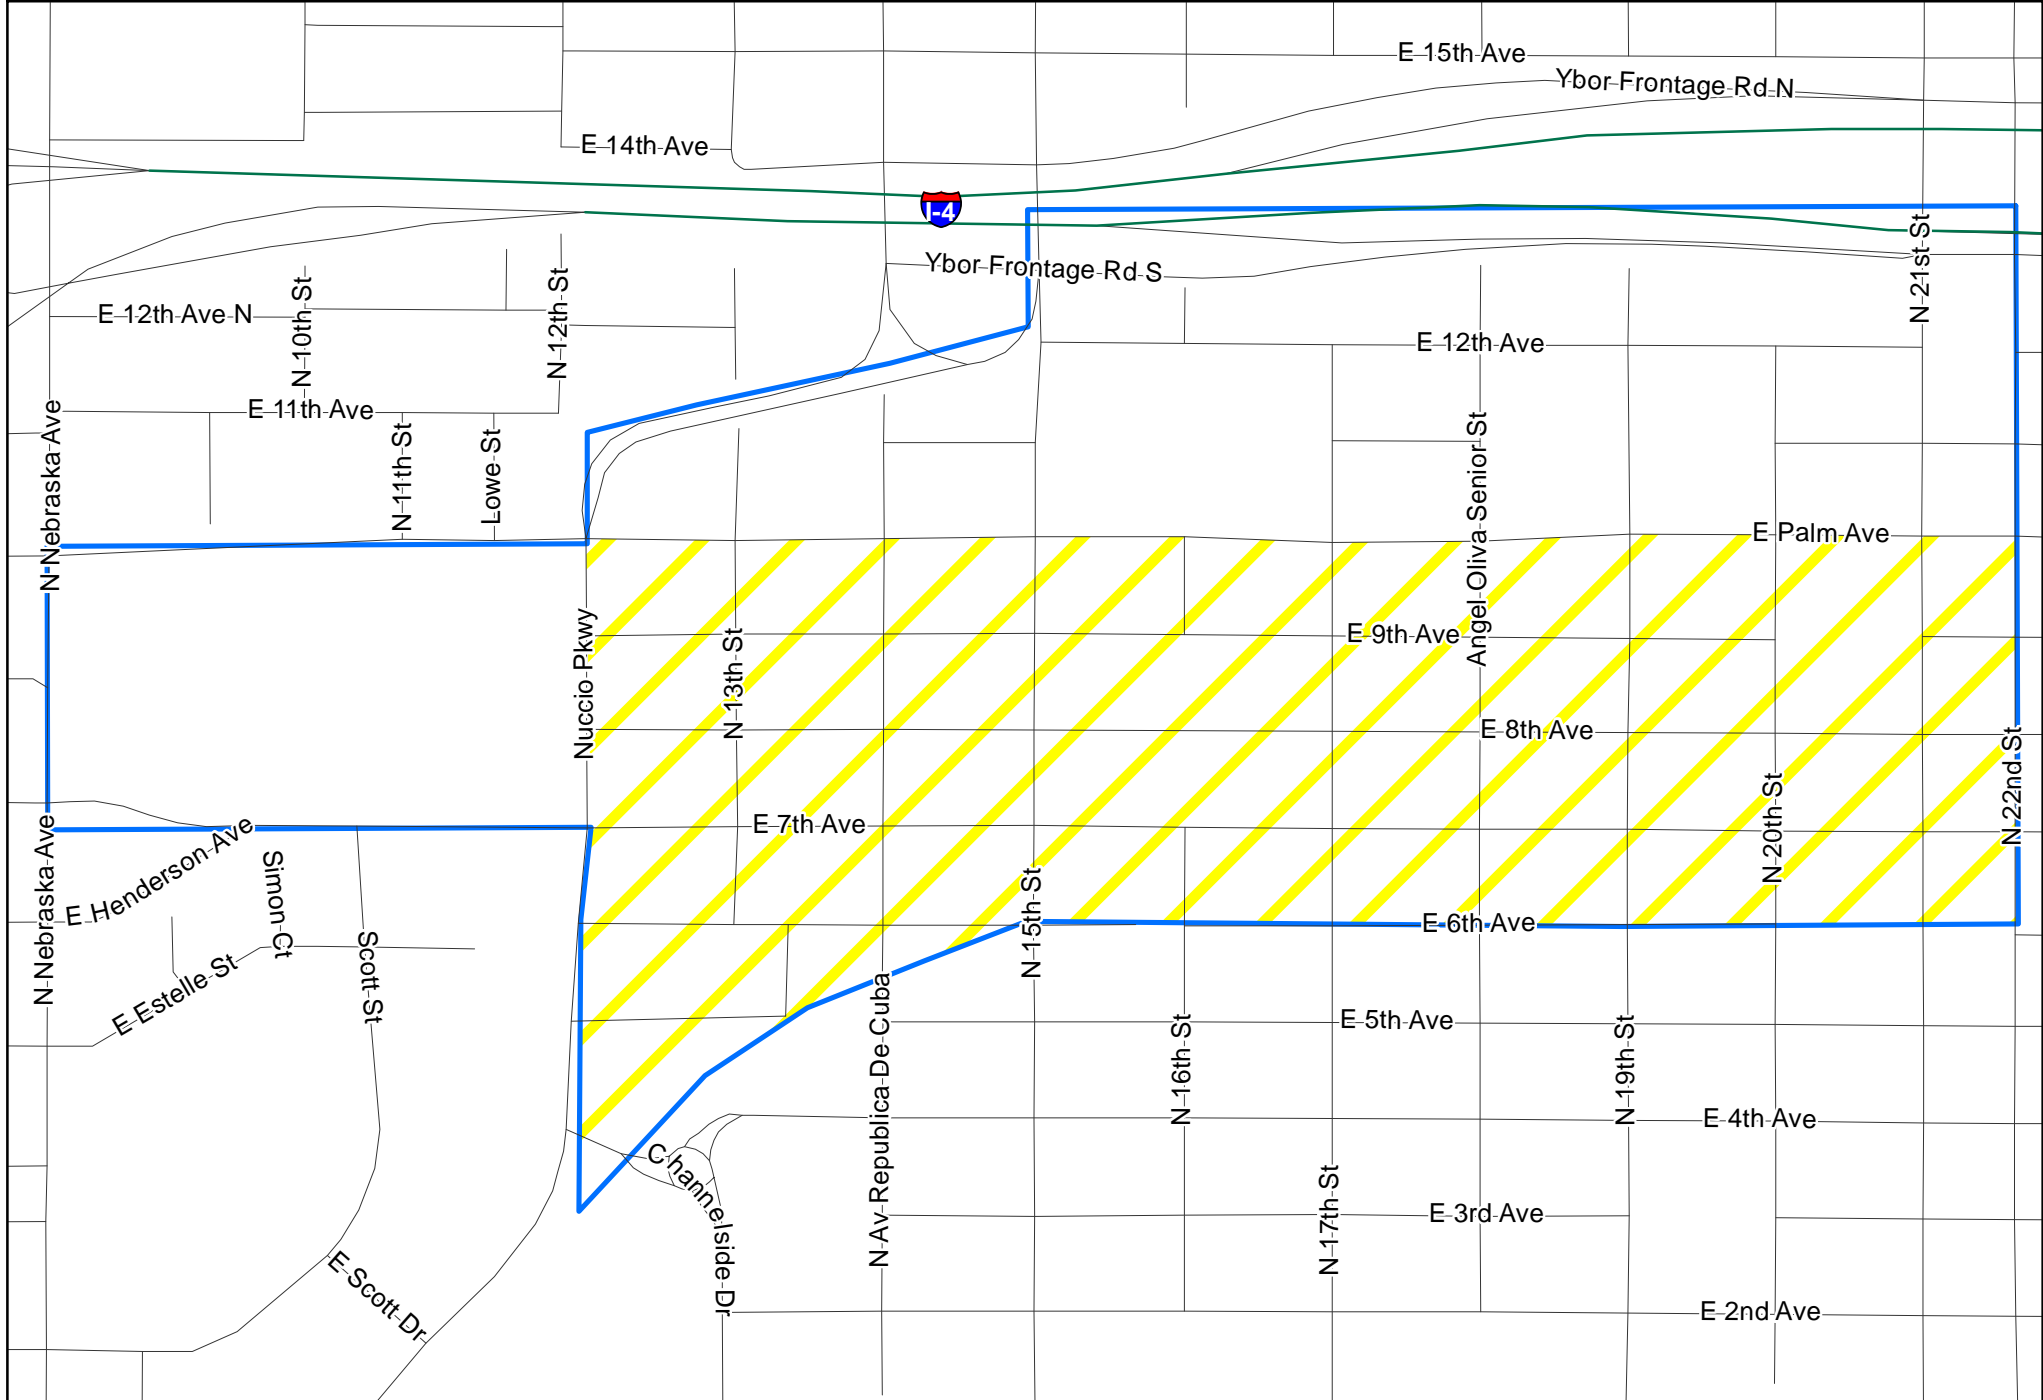 E 15th Ave
Ybor Frontage Rd N
E 14th Ave
I-4
N 21st St
Ybor Frontage Rd S
E 12th Ave N
N 10th St
N 12th St
E 12th Ave
E 11th Ave
N Nebraska Ave
N 11th St
Lowe St
Angel Oliva Senior St
E Palm Ave
Nuccio Pkwy
N 13th St
E 9th Ave
E 8th Ave
N 22nd St
E 7th Ave
N 20th St
N Nebraska Ave
E Henderson Ave
Simon Ct
Scott St
E Estelle St
N 15th St
E 6th Ave
N Av Republica De Cuba
E 5th Ave
N 16th St
N 19th St
E 4th Ave
Channelside Dr
N 17th St
E 3rd Ave
E Scott Dr
E 2nd Ave